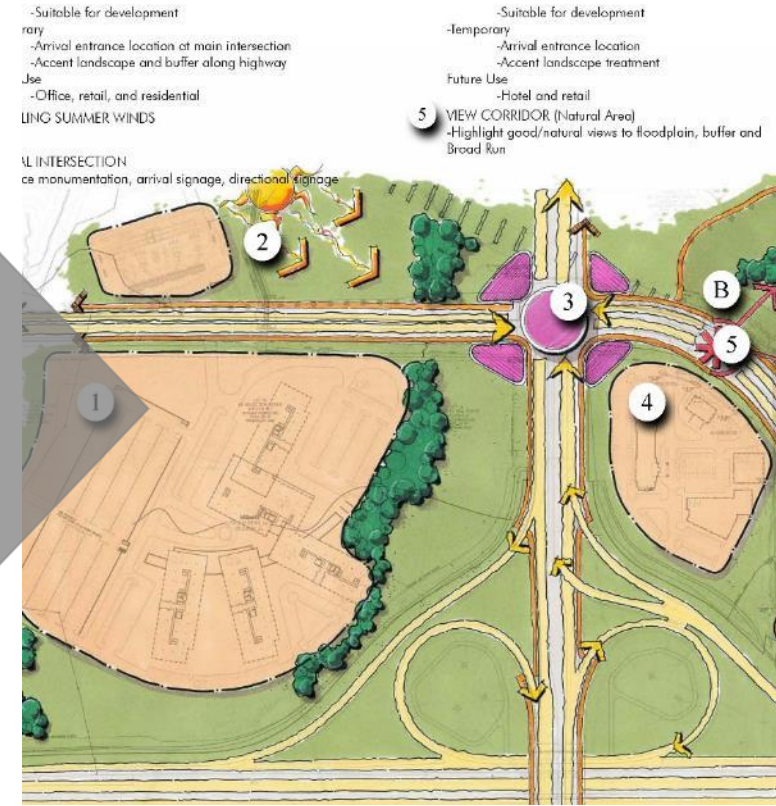 -Suitable for development
rary
-Arrival entrance location at main intersection
-Accent landscape and buffer along highway
Use
-Office, retail, and residential
LING SUMMER WINDS
AL INTERSECTION
ce monumentation, arrival signage, directional signage
-Suitable for development
-Temporary
-Arrival entrance location
-Accent landscape treatment
Future Use
-Hotel and retail
5 VIEW CORRIDOR (Natural Area)
-Highlight good/natural views to floodplain, buffer and
Broad Run
2
B
3
5
1
4